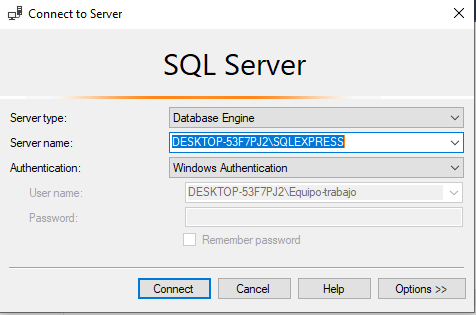 Connect to Server
SQL Server
Server type: Database Engine
Server name: DESKTOP-53F7PJ2\SQLEXPRESS
Authentication: Windows Authentication
User name: DESKTOP-53F7PJ2\Equipo-trabajo
Password:
Remember password
Connect Cancel Help Options >>